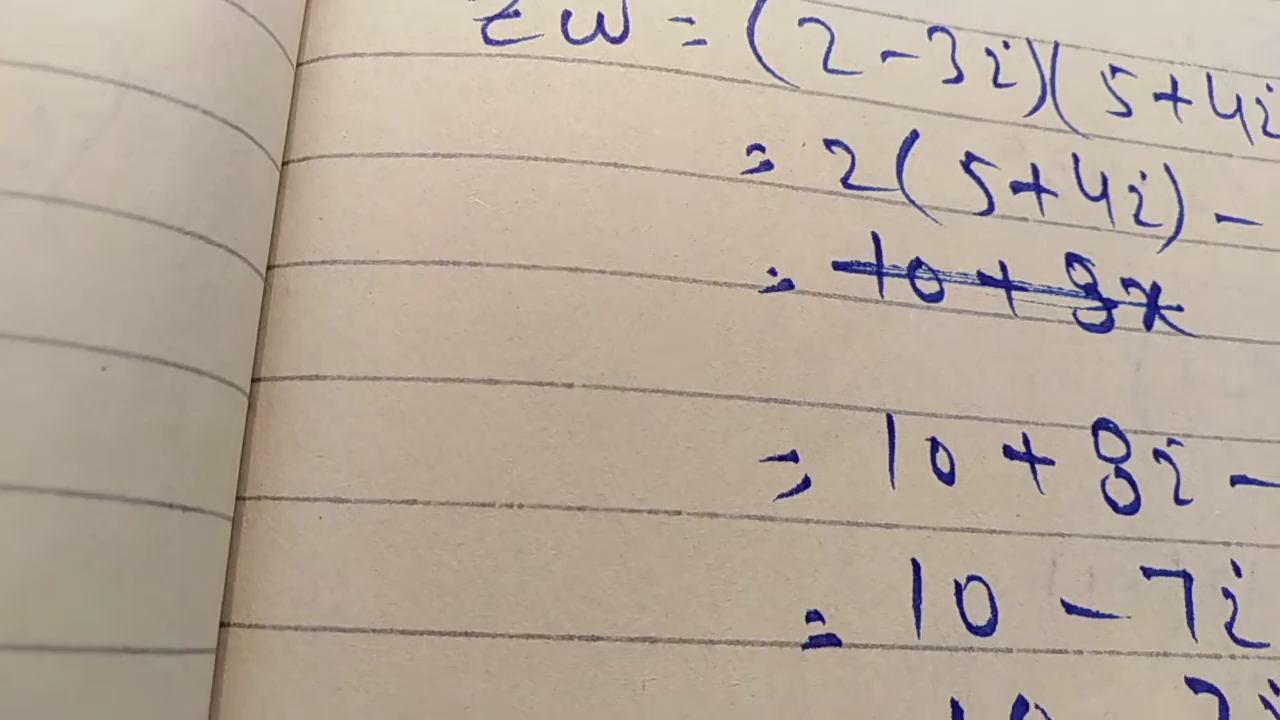 zw = (2-3i)(5+4i
= 2(5+4i) -
= 10 + 8x
= 10 + 8i -
= 10 - 7i